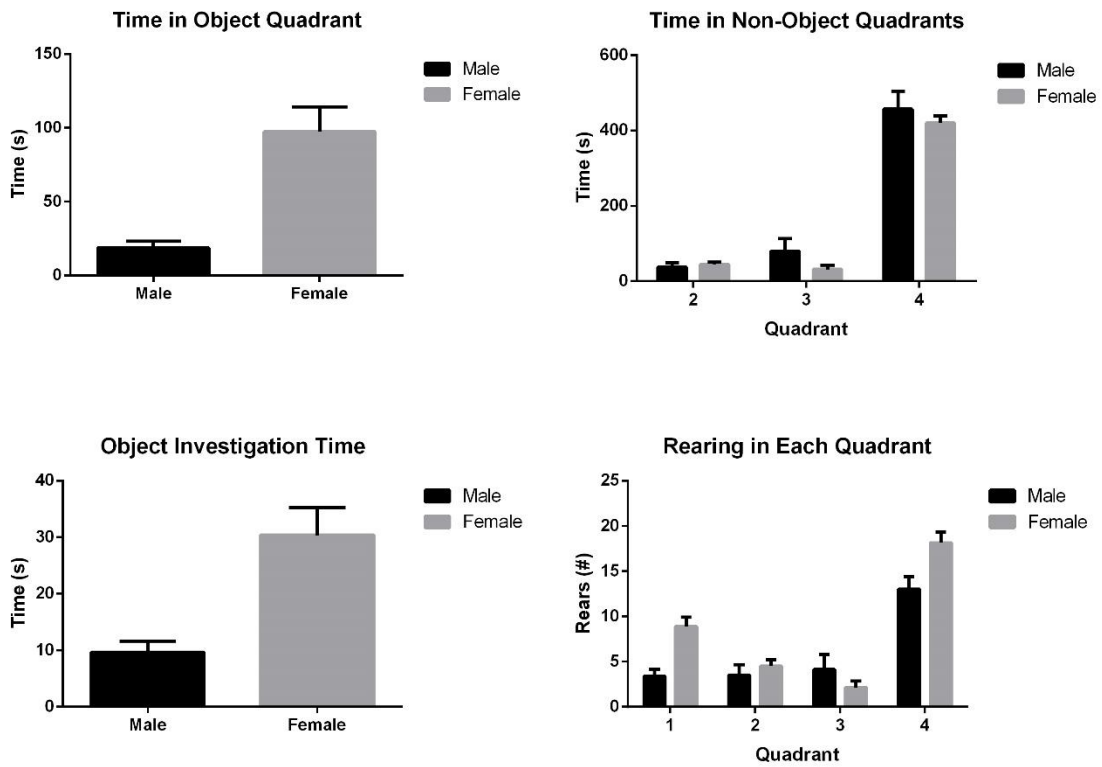 Time in Object Quadrant
150
100
50
0
Time (s)
Male
Female
Male
Female
Time in Non-Object Quadrants
600
400
200
0
Time (s)
2
3
4
Quadrant
Male
Female
Object Investigation Time
40
30
20
10
0
Time (s)
Male
Female
Male
Female
Rearing in Each Quadrant
25
20
15
10
5
0
Rears (#)
1
2
3
4
Quadrant
Male
Female